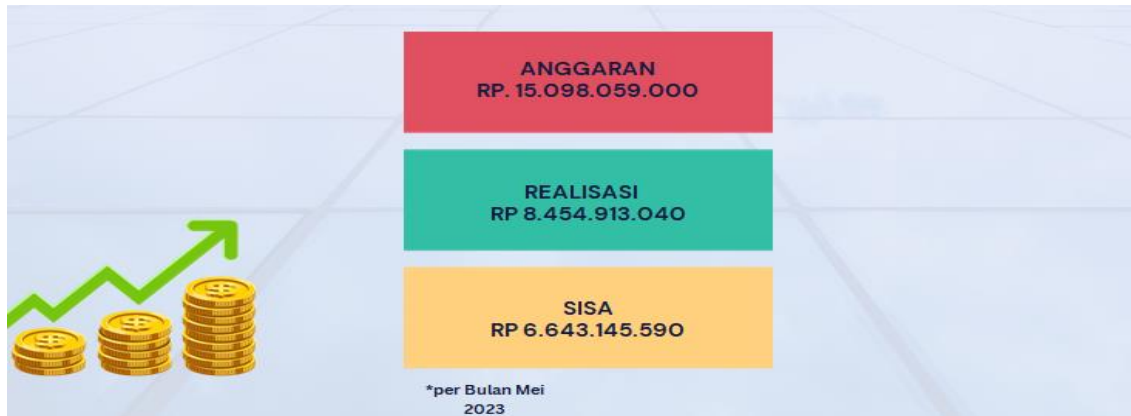 ANGGARAN
RP. 15.098.059.000
REALISASI
RP 8.454.913.040
SISA
RP 6.643.145.590
*per Bulan Mei
2023